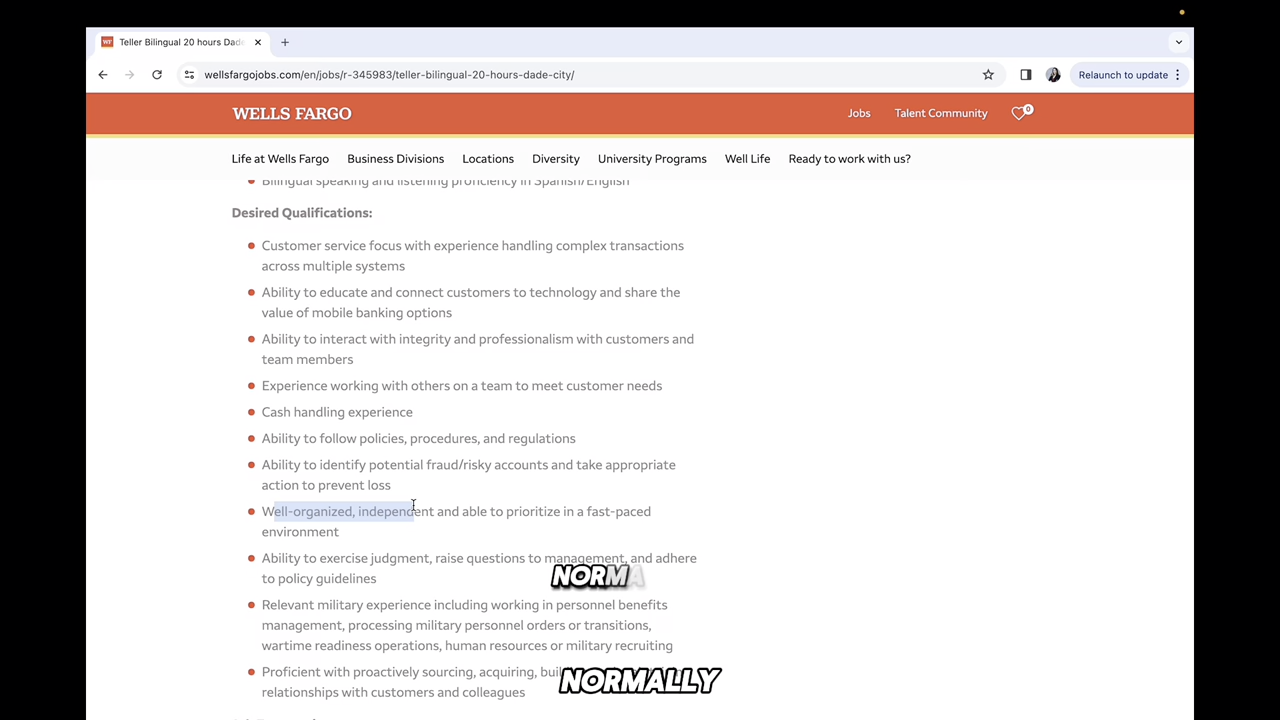 WF Teller Bilingual 20 hours Dade
wellsfargojobs.com/en/jobs/r-345983/teller-bilingual-20-hours-dade-city/
Relaunch to update
WELLS FARGO
Jobs
Talent Community
0
Life at Wells Fargo
Business Divisions
Locations
Diversity
University Programs
Well Life
Ready to work with us?
Bilingual speaking and listening proficiency in Spanish/English
Desired Qualifications:
Customer service focus with experience handling complex transactions
across multiple systems
Ability to educate and connect customers to technology and share the
value of mobile banking options
Ability to interact with integrity and professionalism with customers and
team members
Experience working with others on a team to meet customer needs
Cash handling experience
Ability to follow policies, procedures, and regulations
Ability to identify potential fraud/risky accounts and take appropriate
action to prevent loss
Well-organized, independent and able to prioritize in a fast-paced
environment
Ability to exercise judgment, raise questions to management, and adhere
to policy guidelines
NORMA
Relevant military experience including working in personnel benefits
management, processing military personnel orders or transitions,
wartime readiness operations, human resources or military recruiting
Proficient with proactively sourcing, acquiring,
NORMALLY
relationships with customers and colleagues